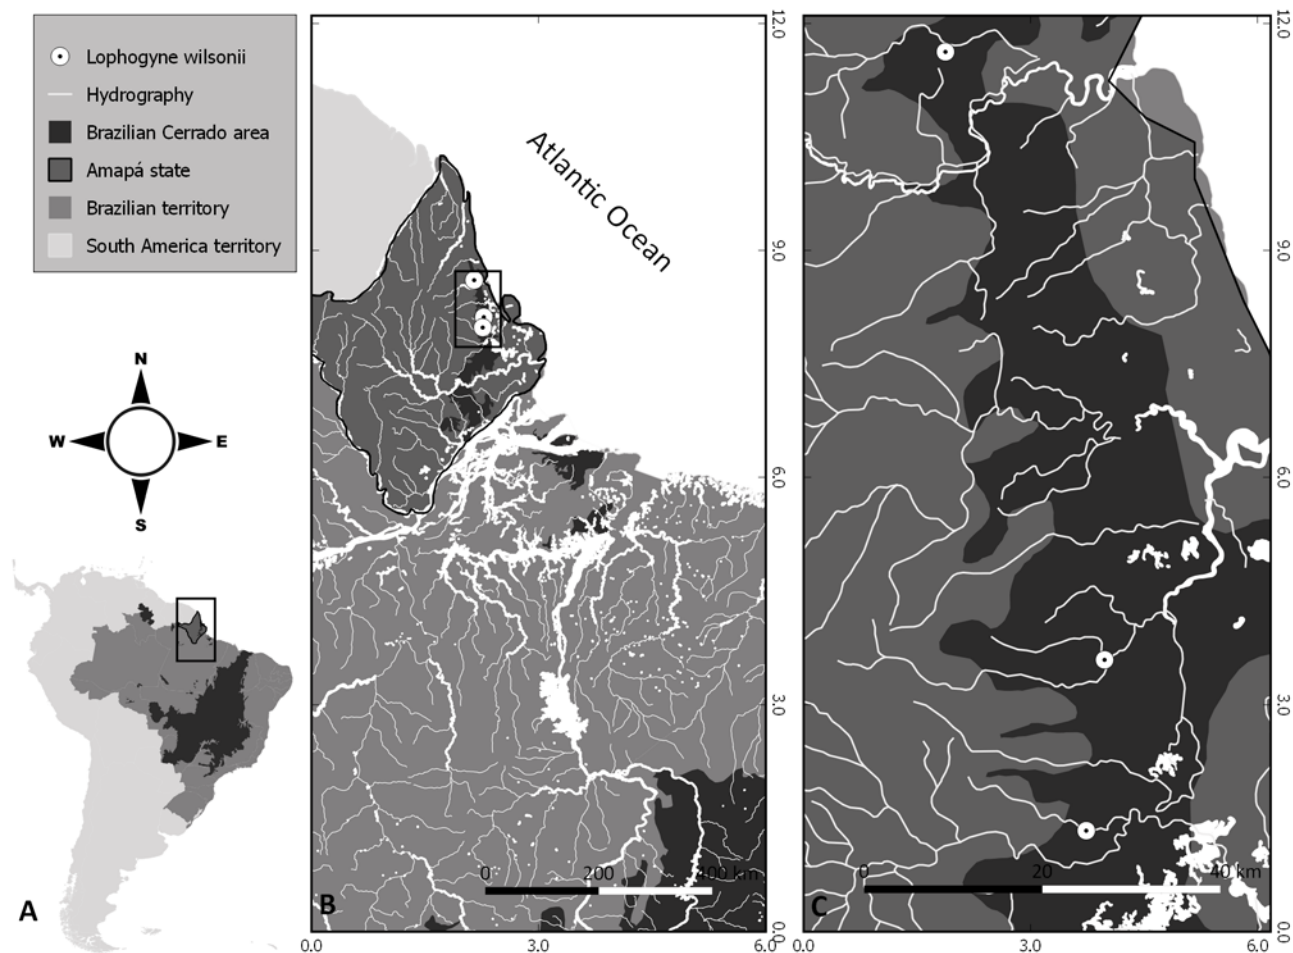 Lophogyne wilsonii
Hydrography
Brazilian Cerrado area
Amapá state
Brazilian territory
South America territory
N
W
E
S
A
Atlantic Ocean
12.0
9.0
6.0
3.0
0.0
0
200
400 km
B
0.0
3.0
6.0
12.0
9.0
6.0
3.0
0.0
0
20
40 km
C
0.0
3.0
6.0